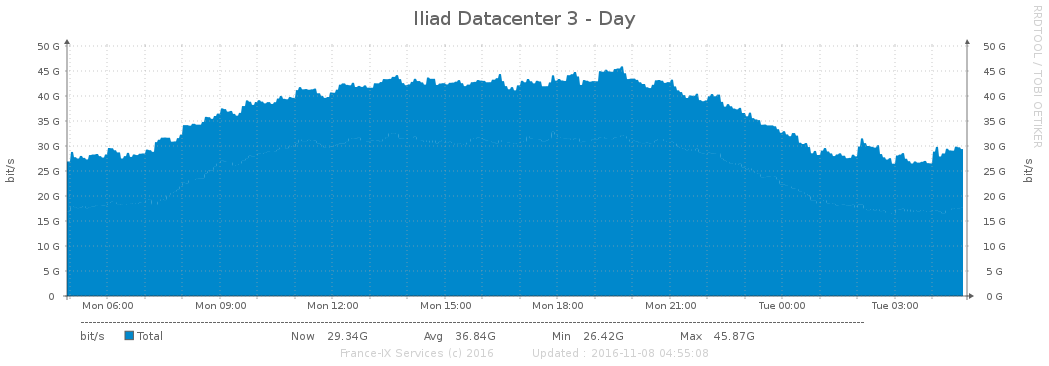 Iliad Datacenter 3 - Day
RRDTOOL / TOBI OETIKER
bit/s
50 G 50 G
45 G 45 G
40 G 40 G
35 G 35 G
30 G 30 G
25 G 25 G
20 G 20 G
15 G 15 G
10 G 10 G
5 G 5 G
0 0 G
bit/s
Mon 06:00 Mon 09:00 Mon 12:00 Mon 15:00 Mon 18:00 Mon 21:00 Tue 00:00 Tue 03:00
bit/s Total Now 29.34G Avg 36.84G Min 26.42G Max 45.87G
France-IX Services (c) 2016 Updated : 2016-11-08 04:55:08